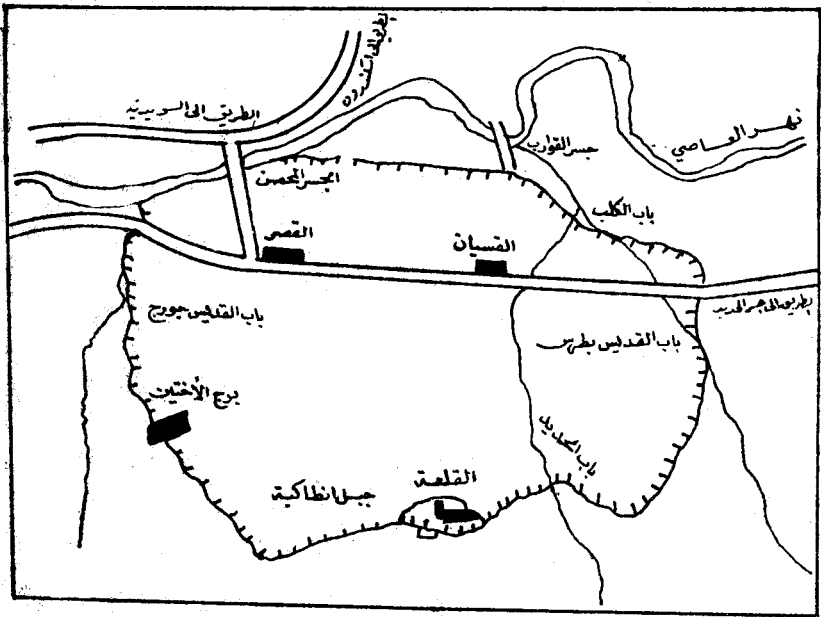 الطريق الى اسكندرون
الطريق الى السويدية
نهر العاصي
جسر القوارب
الجسر المحصن
باب الكلب
القصر
القسيان
الطريق الى جسر الحديد
باب القديس جورج
باب القديس بطرس
برج الأختين
باب الحديد
القلعة
جبل انطاكية